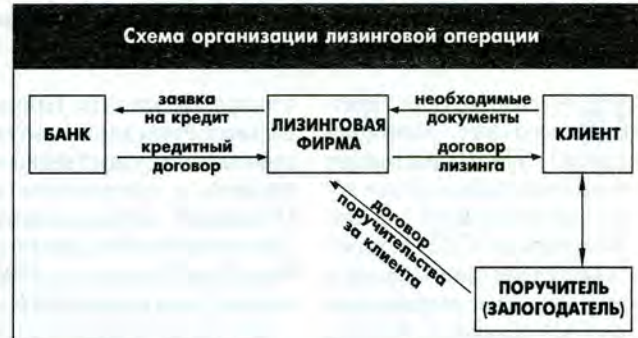 Схема организации лизинговой операции
БАНК
заявка
на кредит
кредитный
договор
ЛИЗИНГОВАЯ
ФИРМА
необходимые
документы
договор
лизинга
КЛИЕНТ
договор
поручительства
за клиента
ПОРУЧИТЕЛЬ
(ЗАЛОГОДАТЕЛЬ)